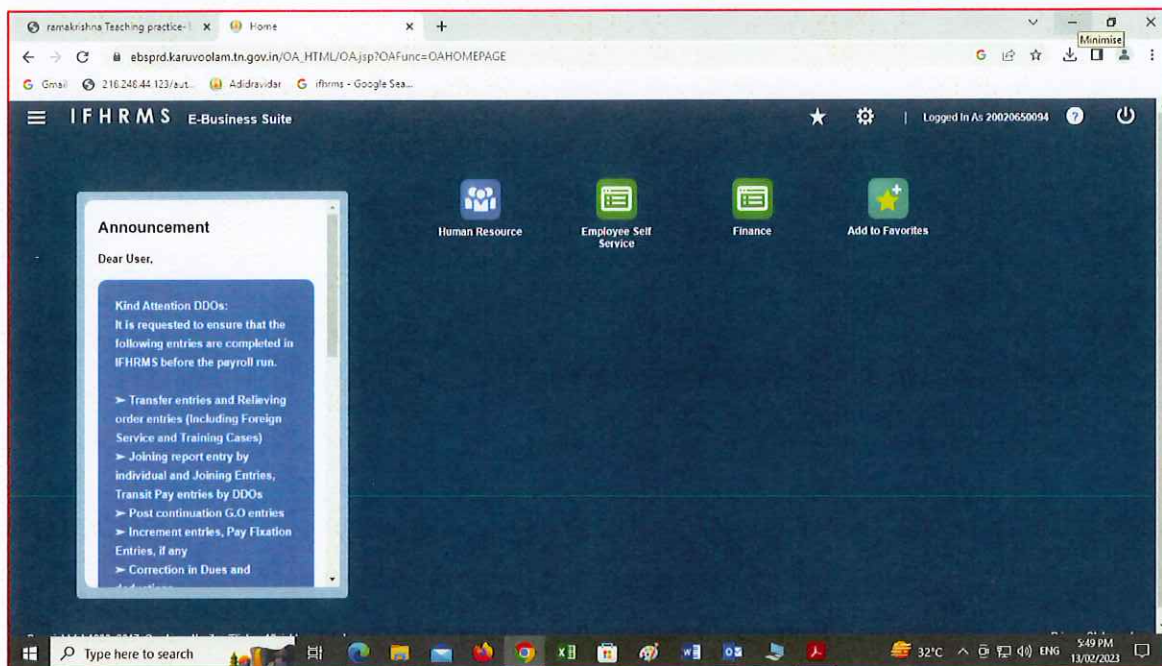 ramakrishna Teaching practice-
Home
Minimise
ebsprd.karuvoolam.tn.gov.in/OA_HTML/OA.jsp?OAFunc=OAHOMEPAGE
Gmail
216.246.44.123/aut...
Adidravidar
ifhrms - Google Sea...
IFHRMS E-Business Suite
Logged In As 20020650094
Announcement
Dear User,
Kind Attention DDOs:
It is requested to ensure that the
following entries are completed in
IFHRMS before the payroll run.
➤ Transfer entries and Relieving
order entries (Including Foreign
Service and Training Cases)
➤ Joining report entry by
individual and Joining Entries,
Transit Pay entries by DDOs
➤ Post continuation G.O entries
➤ Increment entries, Pay Fixation
Entries, if any
➤ Correction in Dues and
Human Resource
Employee Self
Service
Finance
Add to Favorites
Type here to search
32°C
ENG
5:49 PM
13/02/2023